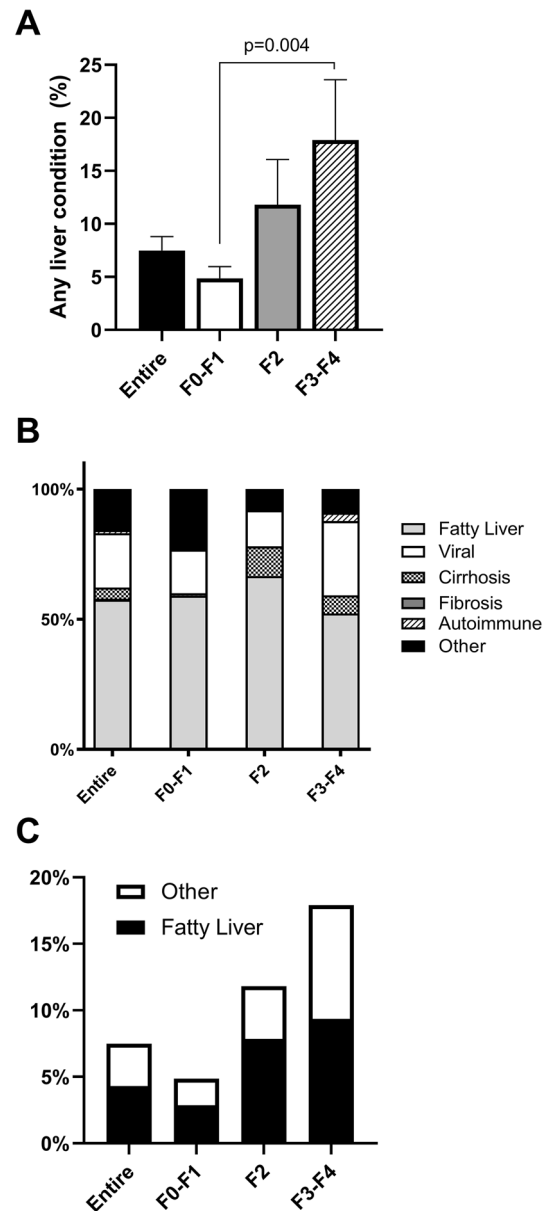 A
p=0.004
Any liver condition (%)
25
20
15
10
5
0
Entire
F0-F1
F2
F3-F4
B
100%
50%
0%
Entire
F0-F1
F2
F3-F4
Fatty Liver
Viral
Cirrhosis
Fibrosis
Autoimmune
Other
C
20%
15%
10%
5%
0%
Other
Fatty Liver
Entire
F0-F1
F2
F3-F4